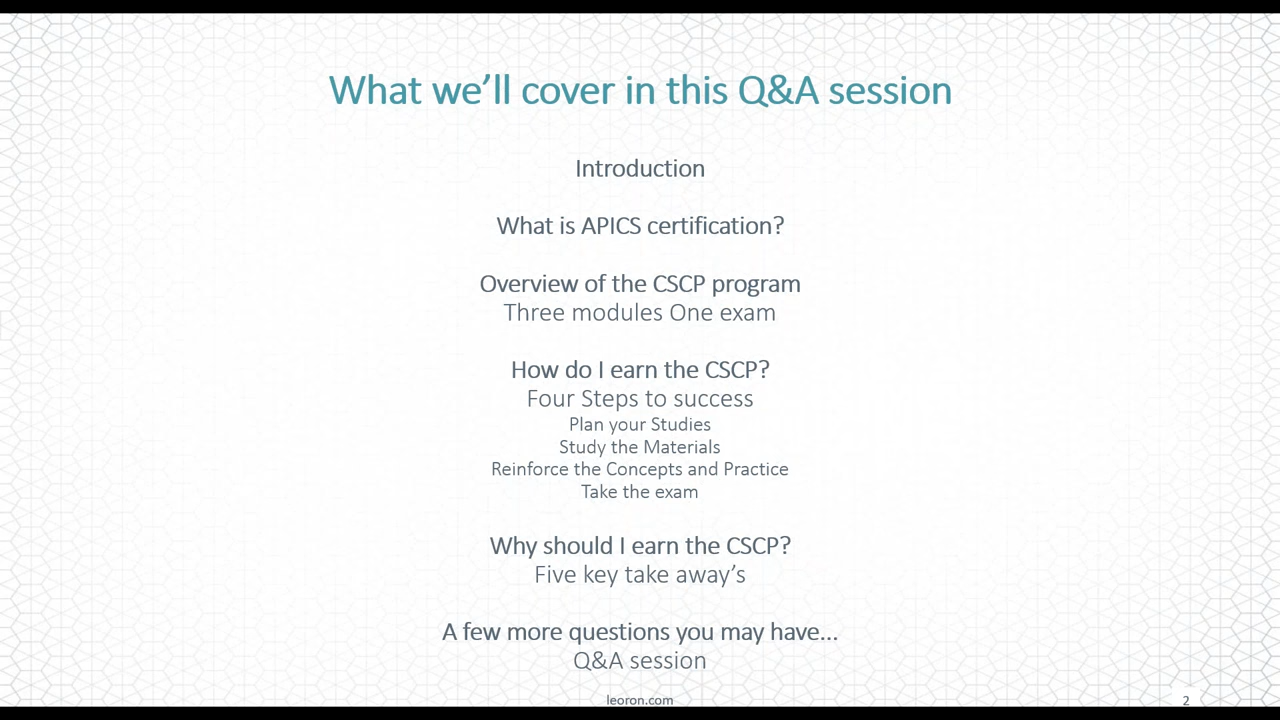 What we’ll cover in this Q&A session
Introduction
What is APICS certification?
Overview of the CSCP program
Three modules One exam
How do I earn the CSCP?
Four Steps to success
Plan your Studies
Study the Materials
Reinforce the Concepts and Practice
Take the exam
Why should I earn the CSCP?
Five key take away’s
A few more questions you may have...
Q&A session
leoron.com
2